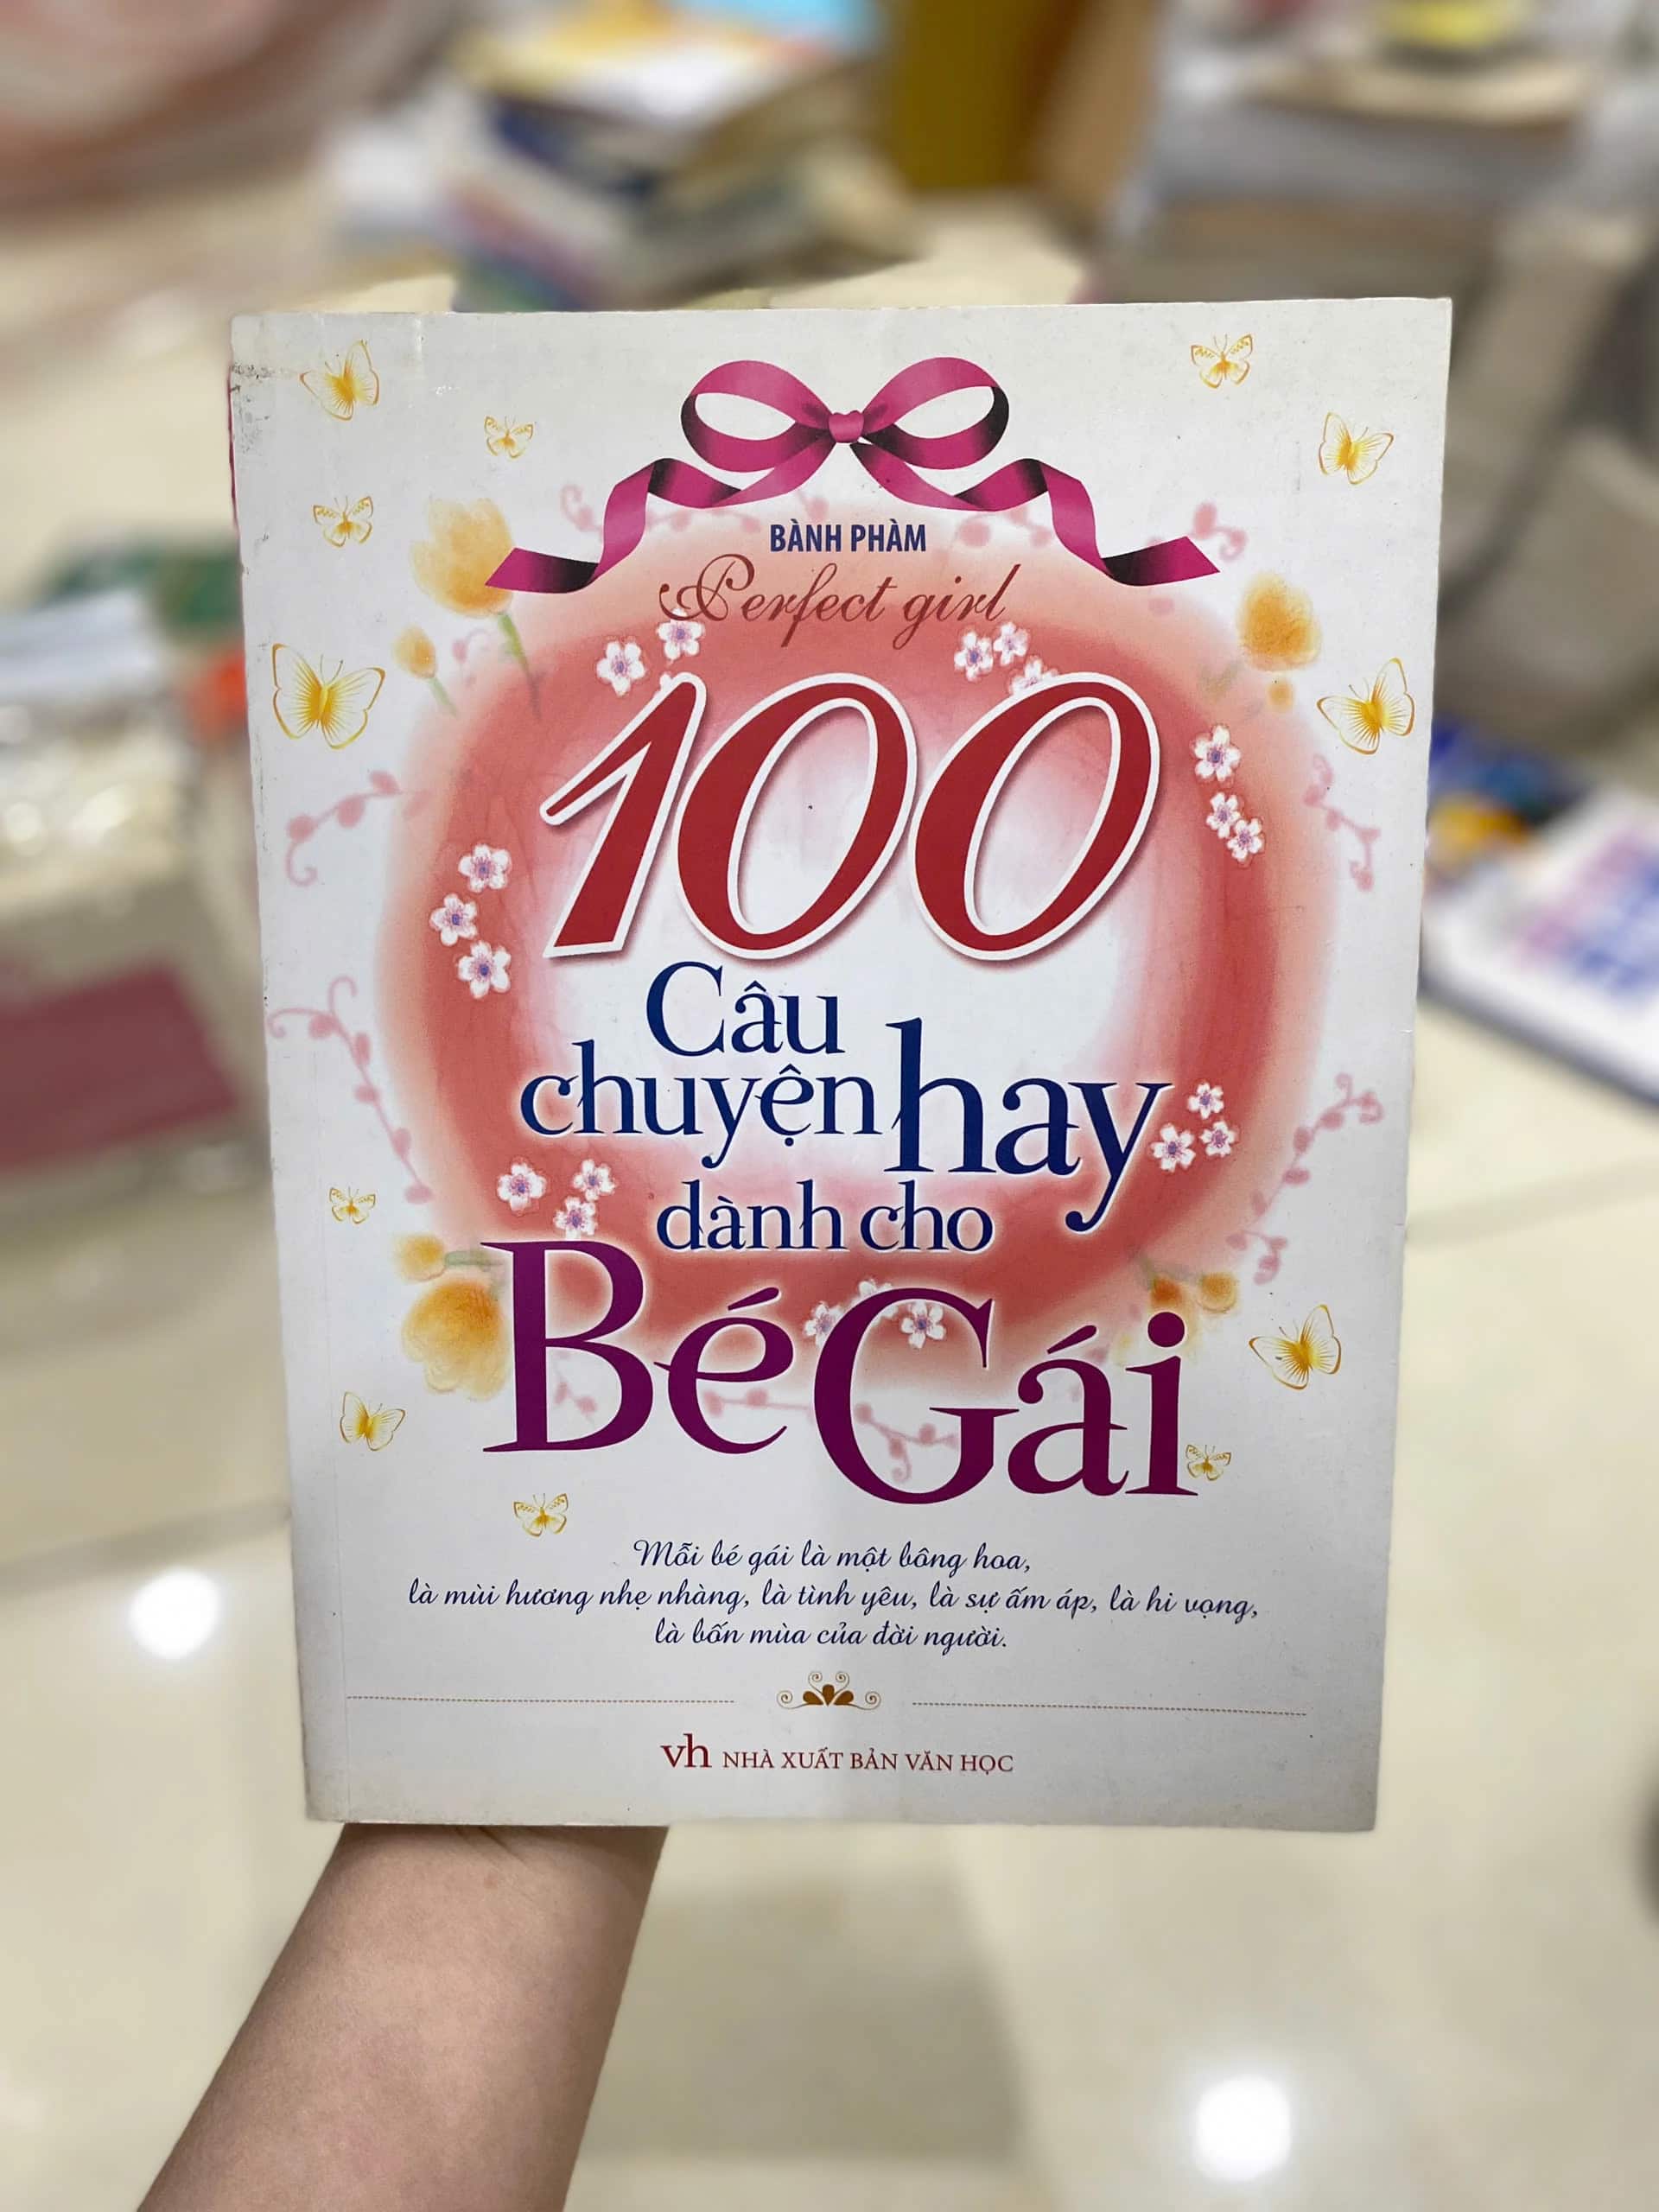 BÀNH PHÀM
Perfect girl
100
Câu
chuyện hay
dành cho
Bé Gái
Mỗi bé gái là một bông hoa,
là mùi hương nhẹ nhàng, là tình yêu, là sự ấm áp, là hi vọng,
là bốn mùa của đời người.
vh NHÀ XUẤT BẢN VĂN HỌC